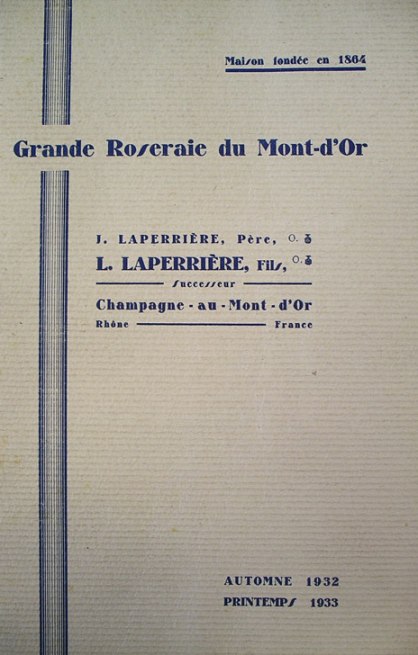 Maison fondée en 1864
Grande Roseraie du Mont-d'Or
J. LAPERRIÈRE, Père, O.
L. LAPERRIÈRE, Fils, O.
Successeur
Champagne-au-Mont-d'Or
Rhône France
AUTOMNE 1932
PRINTEMPS 1933